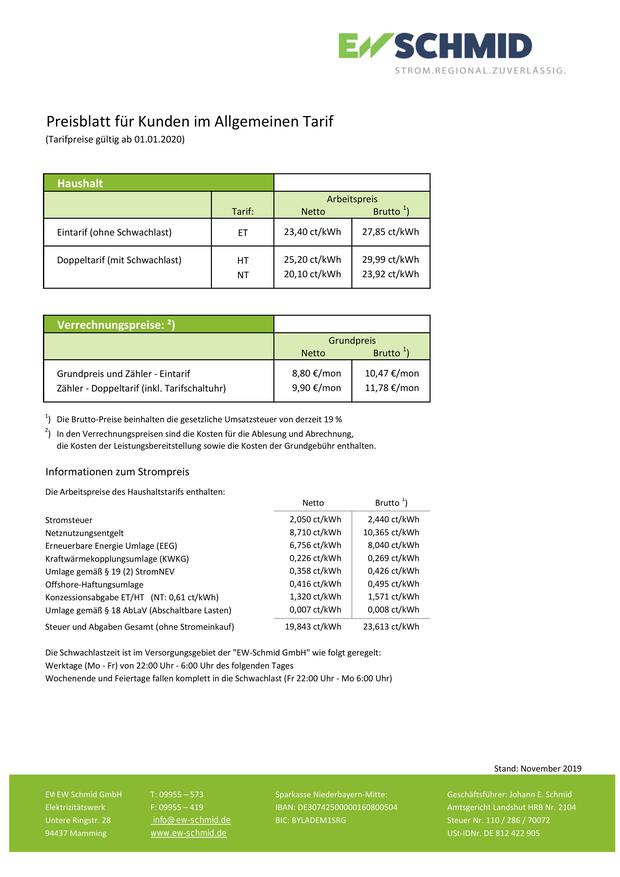 EWSCHMID
STROM.REGIONAL.ZUVERLÄSSIG.
Preisblatt für Kunden im Allgemeinen Tarif
(Tarifpreise gültig ab 01.01.2020)
Haushalt
Arbeitspreis
Tarif: Netto Brutto ¹)
Eintarif (ohne Schwachlast) ET 23,40 ct/kWh 27,85 ct/kWh
Doppeltarif (mit Schwachlast) HT 25,20 ct/kWh 29,99 ct/kWh
NT 20,10 ct/kWh 23,92 ct/kWh
Verrechnungspreise: ²)
Grundpreis
Netto Brutto ¹)
Grundpreis und Zähler - Eintarif 8,80 €/mon 10,47 €/mon
Zähler - Doppeltarif (inkl. Tarifschaltuhr) 9,90 €/mon 11,78 €/mon
¹) Die Brutto-Preise beinhalten die gesetzliche Umsatzsteuer von derzeit 19 %
²) In den Verrechnungspreisen sind die Kosten für die Ablesung und Abrechnung,
die Kosten der Leistungsbereitstellung sowie die Kosten der Grundgebühr enthalten.
Informationen zum Strompreis
Die Arbeitspreise des Haushaltstarifs enthalten:
Netto Brutto ¹)
Stromsteuer 2,050 ct/kWh 2,440 ct/kWh
Netznutzungsentgelt 8,710 ct/kWh 10,365 ct/kWh
Erneuerbare Energie Umlage (EEG) 6,756 ct/kWh 8,040 ct/kWh
Kraftwärmekopplungsumlage (KWKG) 0,226 ct/kWh 0,269 ct/kWh
Umlage gemäß § 19 (2) StromNEV 0,358 ct/kWh 0,426 ct/kWh
Offshore-Haftungsumlage 0,416 ct/kWh 0,495 ct/kWh
Konzessionsabgabe ET/HT (NT: 0,61 ct/kWh) 1,320 ct/kWh 1,571 ct/kWh
Umlage gemäß § 18 AbLaV (Abschaltbare Lasten) 0,007 ct/kWh 0,008 ct/kWh
Steuer und Abgaben Gesamt (ohne Stromeinkauf) 19,843 ct/kWh 23,613 ct/kWh
Die Schwachlastzeit ist im Versorgungsgebiet der "EW-Schmid GmbH" wie folgt geregelt:
Werktage (Mo - Fr) von 22:00 Uhr - 6:00 Uhr des folgenden Tages
Wochenende und Feiertage fallen komplett in die Schwachlast (Fr 22:00 Uhr - Mo 6:00 Uhr)
Stand: November 2019
EW Schmid GmbH T: 09955 – 573 Sparkasse Niederbayern-Mitte: Geschäftsführer: Johann E. Schmid
Elektrizitätswerk F: 09955 – 419 IBAN: DE30742500000160800504 Amtsgericht Landshut HRB Nr. 2104
Untere Ringstr. 28 info@ew-schmid.de BIC: BYLADEM1SRG Steuer Nr. 110 / 286 / 70072
94437 Mamming www.ew-schmid.de USt-IDNr. DE 812 422 905